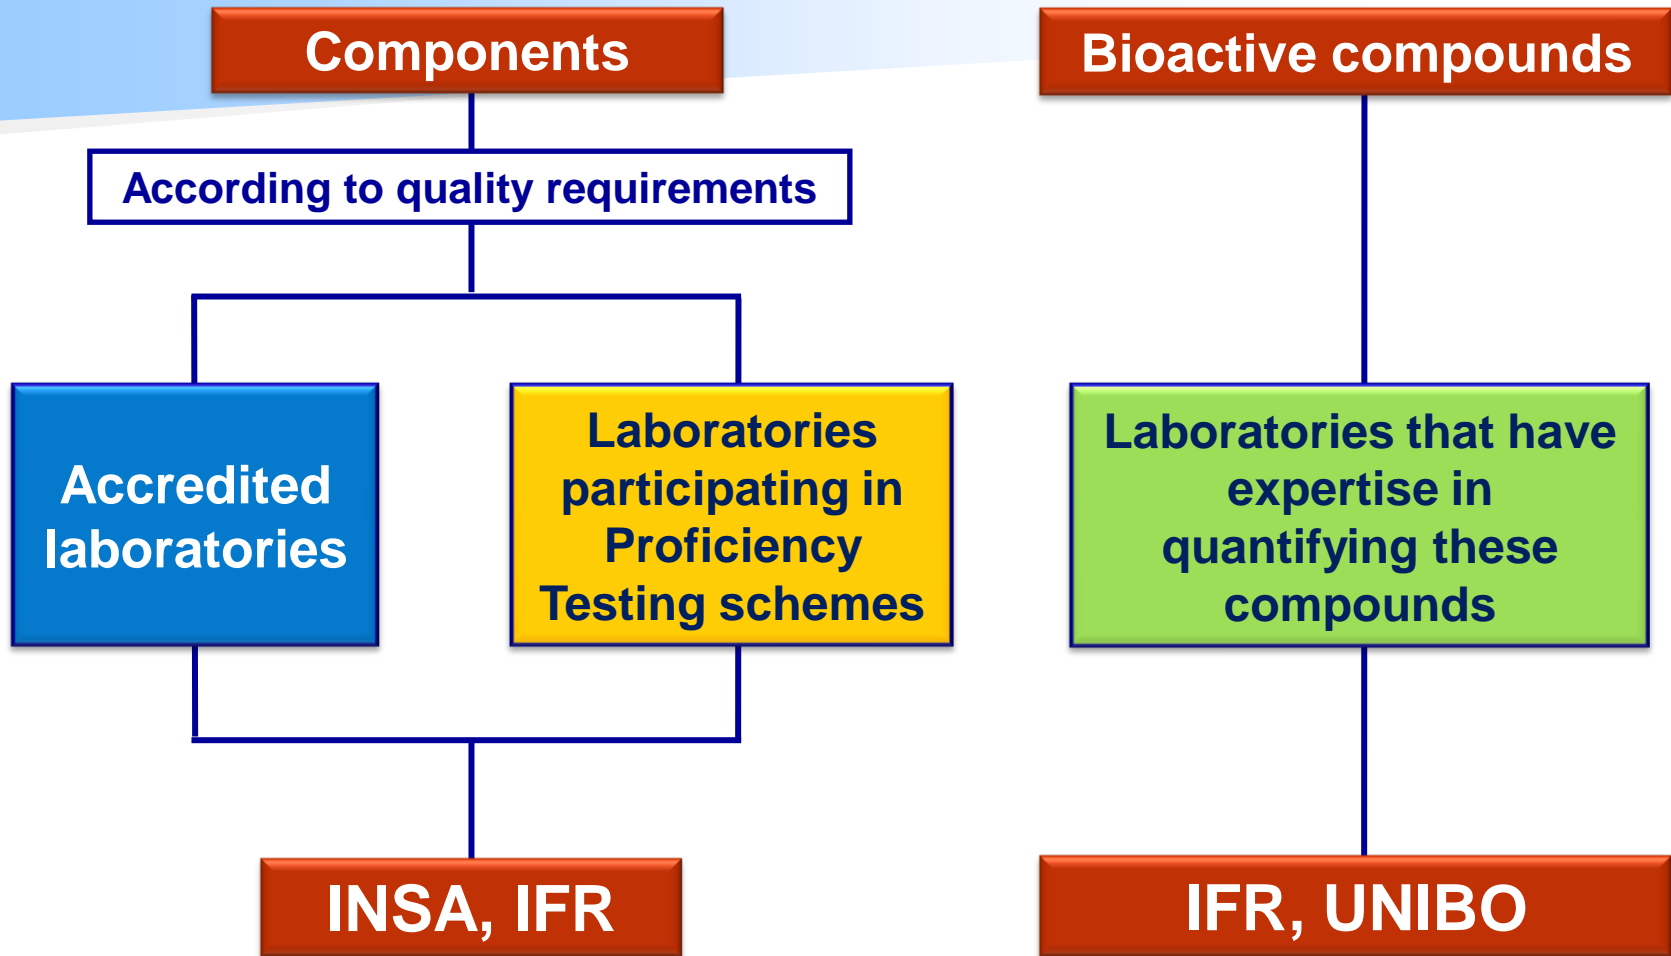 Components
Bioactive compounds
According to quality requirements
Accredited
laboratories
Laboratories
participating in
Proficiency
Testing schemes
Laboratories that have
expertise in
quantifying these
compounds
INSA, IFR
IFR, UNIBO